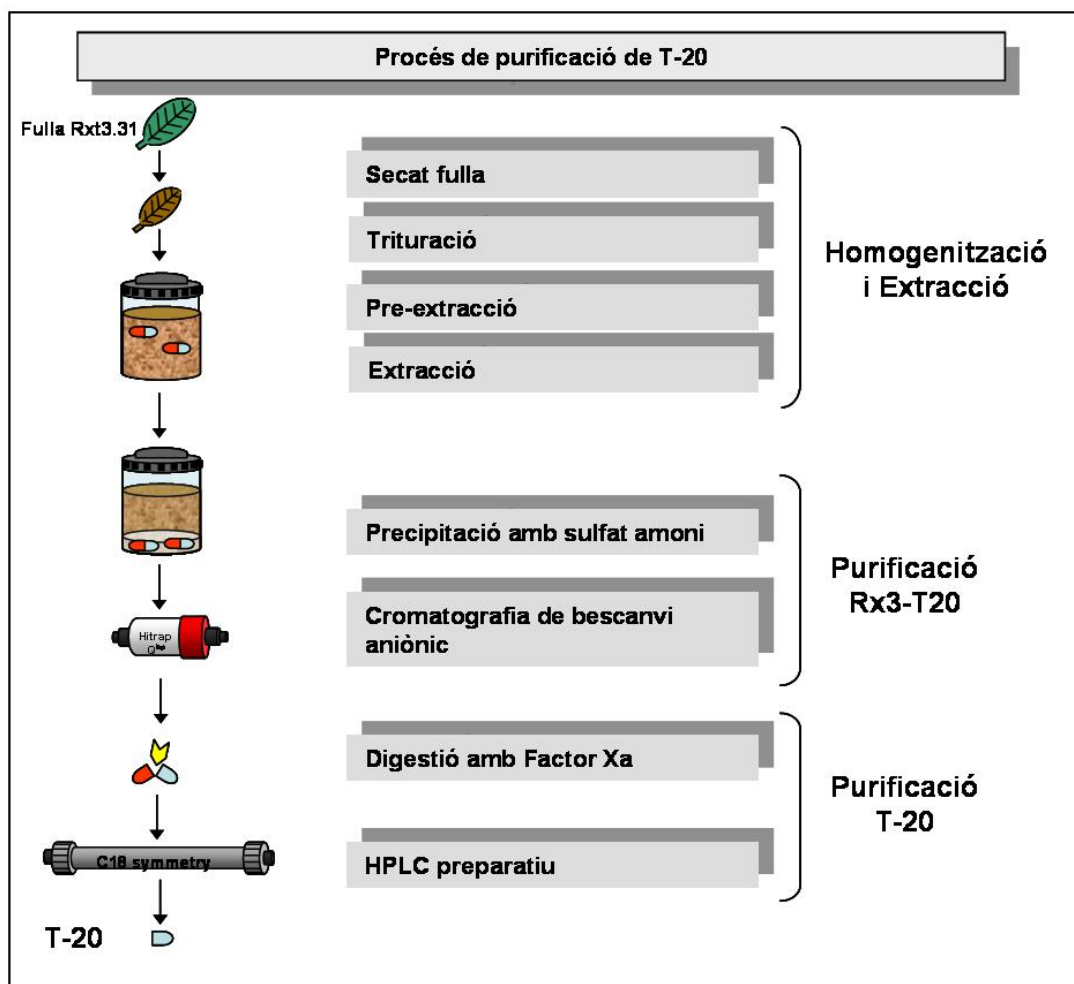 Procés de purificació de T-20
Fulla Rxt3.31
Secat fulla
Trituració
Pre-extracció
Extracció
Homogenització
i Extracció
Precipitació amb sulfat amoni
Cromatografia de bescanvi
aniònic
Purificació
Rx3-T20
Hitrap
Digestió amb Factor Xa
HPLC preparatiu
Purificació
T-20
C18 symmetry
T-20